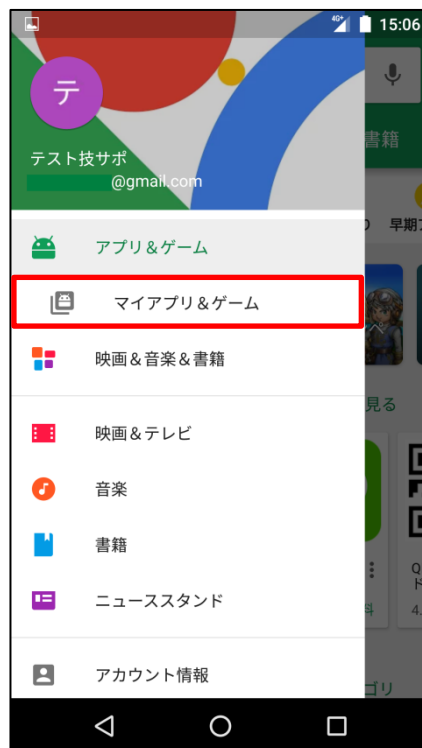 4G+ 15:06
テ
テスト技サポ
@gmail.com
書籍
早期
アプリ＆ゲーム
マイアプリ＆ゲーム
映画＆音楽＆書籍
見る
映画＆テレビ
音楽
書籍
ニューススタンド
アカウント情報
ゴリ